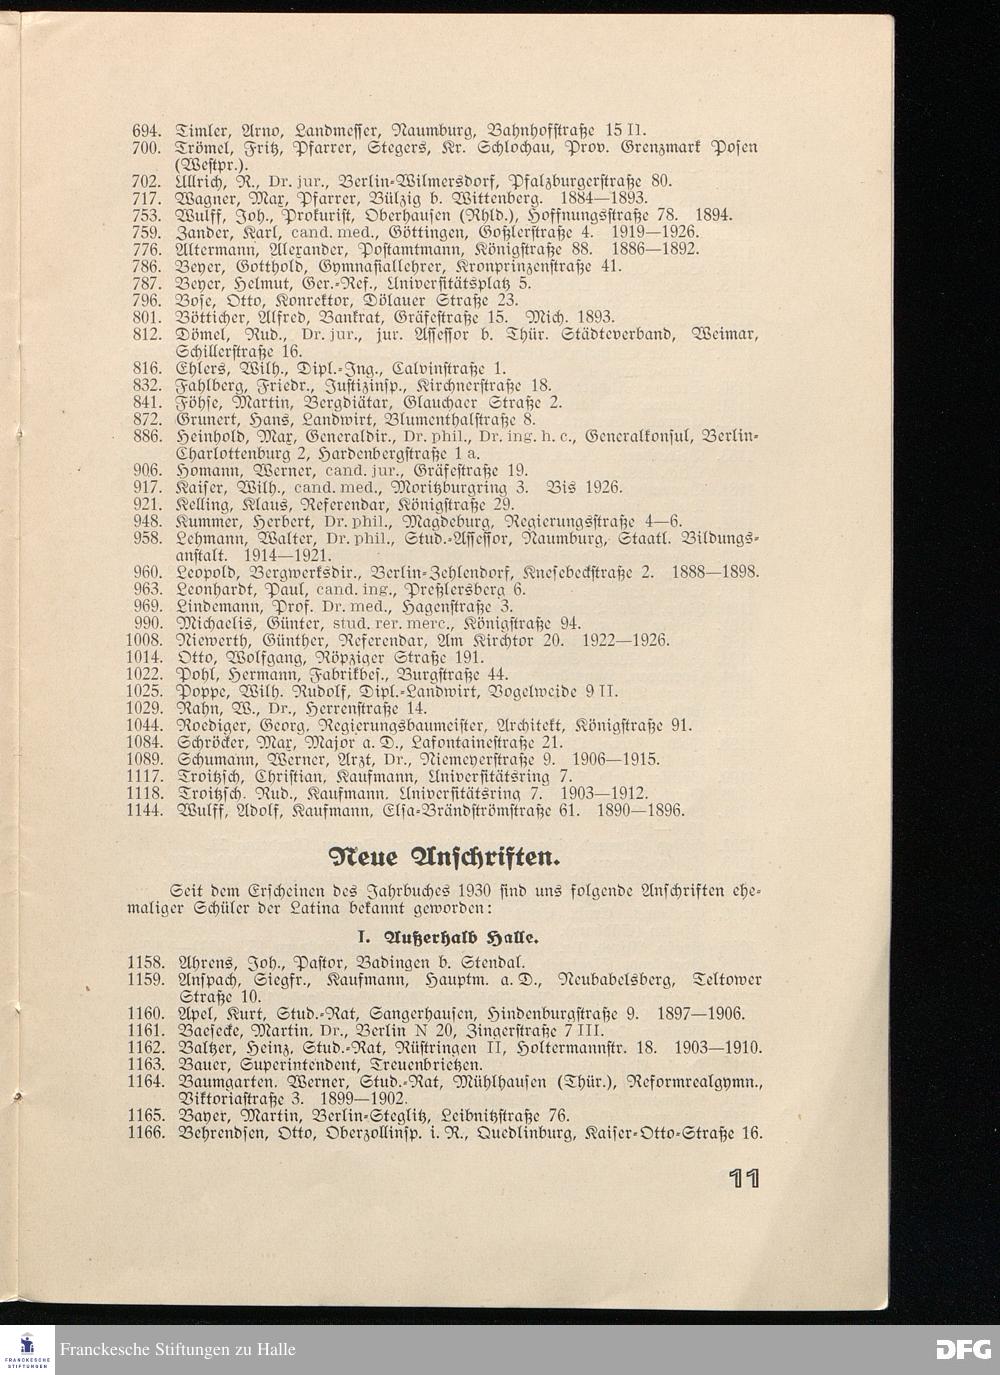 694. Timler, Arno, Landmesser, Naumburg, Bahnhofstraße 15 II.
700. Trömel, Fritz, Pfarrer, Stegers, Kr. Schlochau, Prov. Grenzmark Posen
(Westpr.).
702. Ullrich, R., Dr. jur., Berlin-Wilmersdorf, Pfalzburgerstraße 80.
717. Wagner, Max, Pfarrer, Bülzig b. Wittenberg. 1884—1893.
753. Wulff, Joh., Prokurist, Oberhausen (Rhld.), Hoffnungsstraße 78. 1894.
759. Zander, Karl, cand. med., Göttingen, Goßlerstraße 4. 1919—1926.
776. Altermann, Alexander, Postamtmann, Königstraße 88. 1886—1892.
786. Beyer, Gotthold, Gymnasiallehrer, Kronprinzenstraße 41.
787. Beyer, Helmut, Ger.-Ref., Universitätsplatz 5.
796. Bose, Otto, Konrektor, Dölauer Straße 23.
801. Bötticher, Alfred, Bankrat, Gräfestraße 15. Mich. 1893.
812. Dömel, Rud., Dr. jur., jur. Assessor b. Thür. Städteverband, Weimar,
Schillerstraße 16.
816. Ehlers, Wilh., Dipl.-Ing., Calvinstraße 1.
832. Fahlberg, Friedr., Justizinsp., Kirchnerstraße 18.
841. Föhse, Martin, Bergdiätar, Glauchaer Straße 2.
872. Grunert, Hans, Landwirt, Blumenthalstraße 8.
886. Heinhold, Max, Generaldir., Dr. phil., Dr. ing. h. c., Generalkonsul, Berlin-
Charlottenburg 2, Hardenbergstraße 1 a.
906. Homann, Werner, cand. jur., Gräfestraße 19.
917. Kaiser, Wilh., cand. med., Moritzburgring 3. Bis 1926.
921. Kelling, Klaus, Referendar, Königstraße 29.
948. Kummer, Herbert, Dr. phil., Magdeburg, Regierungsstraße 4—6.
958. Lehmann, Walter, Dr. phil., Stud.-Assessor, Naumburg, Staatl. Bildungs-
anstalt. 1914—1921.
960. Leopold, Bergwerksdir., Berlin-Zehlendorf, Knesebeckstraße 2. 1888—1898.
963. Leonhardt, Paul, cand. ing., Preßlersberg 6.
969. Lindemann, Prof. Dr. med., Hagenstraße 3.
990. Michaelis, Günter, stud. rer. merc., Königstraße 94.
1008. Niewerth, Günther, Referendar, Am Kirchtor 20. 1922—1926.
1014. Otto, Wolfgang, Röpziger Straße 191.
1022. Pohl, Hermann, Fabrikbes., Burgstraße 44.
1025. Poppe, Wilh. Rudolf, Dipl.-Landwirt, Vogelweide 9 II.
1029. Rahn, W., Dr., Herrenstraße 14.
1044. Roediger, Georg, Regierungsbaumeister, Architekt, Königstraße 91.
1084. Schröcker, Max, Major a. D., Lafontainestraße 21.
1089. Schumann, Werner, Arzt, Dr., Niemeyerstraße 9. 1906—1915.
1117. Troitzsch, Christian, Kaufmann, Universitätsring 7.
1118. Troitzsch, Rud., Kaufmann, Universitätsring 7. 1903—1912.
1144. Wulff, Adolf, Kaufmann, Elsa-Brändströmstraße 61. 1890—1896.
Neue Anschriften.
Seit dem Erscheinen des Jahrbuches 1930 sind uns folgende Anschriften ehe-
maliger Schüler der Latina bekannt geworden:
I. Außerhalb Halle.
1158. Ahrens, Joh., Pastor, Badingen b. Stendal.
1159. Anspach, Siegfr., Kaufmann, Hauptm. a. D., Neubabelsberg, Teltower
Straße 10.
1160. Apel, Kurt, Stud.-Rat, Sangerhausen, Hindenburgstraße 9. 1897—1906.
1161. Baesecke, Martin, Dr., Berlin N 20, Zingerstraße 7 III.
1162. Baltzer, Heinz, Stud.-Rat, Rüstringen II, Holtermannstr. 18. 1903—1910.
1163. Bauer, Superintendent, Treuenbrietzen.
1164. Baumgarten, Werner, Stud.-Rat, Mühlhausen (Thür.), Reformrealgymn.,
Viktoriastraße 3. 1899—1902.
1165. Bayer, Martin, Berlin-Steglitz, Leibnitzstraße 76.
1166. Behrendsen, Otto, Oberzollinsp. i. R., Quedlinburg, Kaiser-Otto-Straße 16.
11
FRANCKESCHE
STIFTUNGEN
Franckesche Stiftungen zu Halle
DFG